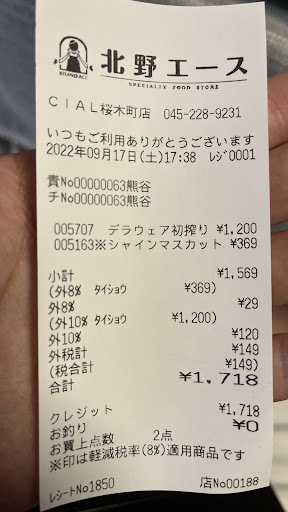 KITANO ACE
北野エース
SPECIALTY FOOD STORE
CIAL桜木町店 045-228-9231
いつもご利用ありがとうございます
2022年09月17日(土)17:38 レジ0001
責No00000063熊谷
チNo00000063熊谷
005707 デラウェア初搾り ¥1,200
005163※シャインマスカット ¥369
小計 ¥1,569
(外8% タイショウ ¥369)
外8% ¥29
(外10% タイショウ ¥1,200)
外10% ¥120
外税計 ¥149
(税合計 ¥149)
合計 ¥1,718
クレジット ¥1,718
お釣り ¥0
お買上点数 2点
※印は軽減税率(8%)適用商品です
レシートNo1850 店No00188